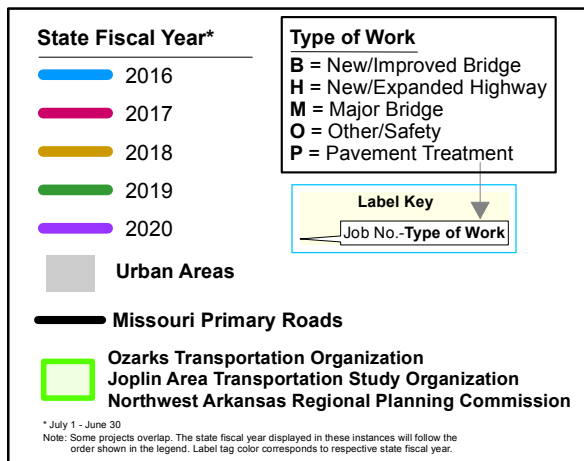 State Fiscal Year*
2016
2017
2018
2019
2020
Urban Areas
Missouri Primary Roads
Ozarks Transportation Organization
Joplin Area Transportation Study Organization
Northwest Arkansas Regional Planning Commission
* July 1 - June 30
Note: Some projects overlap. The state fiscal year displayed in these instances will follow the
order shown in the legend. Label tag color corresponds to respective state fiscal year.
Type of Work
B = New/Improved Bridge
H = New/Expanded Highway
M = Major Bridge
O = Other/Safety
P = Pavement Treatment
Label Key
Job No.-Type of Work